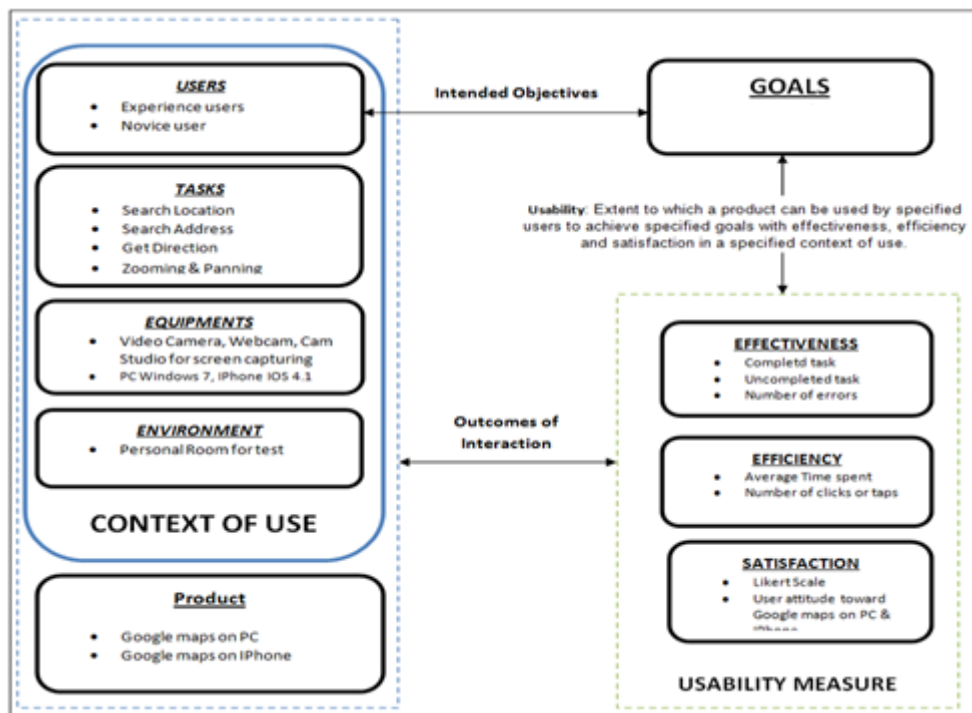 USERS
• Experience users
• Novice user
TASKS
• Search Location
• Search Address
• Get Direction
• Zooming & Panning
EQUIPMENTS
• Video Camera, Webcam, Cam
Studio for screen capturing
• PC Windows 7, IPhone IOS 4.1
ENVIRONMENT
• Personal Room for test
CONTEXT OF USE
Product
• Google maps on PC
• Google maps on IPhone
Intended Objectives
Outcomes of
Interaction
GOALS
Usability: Extent to which a product can be used by specified
users to achieve specified goals with effectiveness, efficiency
and satisfaction in a specified context of use.
EFFECTIVENESS
• Completd task
• Uncompleted task
• Number of errors
EFFICIENCY
• Average Time spent
• Number of clicks or taps
SATISFACTION
• Likert Scale
• User attitude toward
Google maps on PC &
IPhone
USABILITY MEASURE